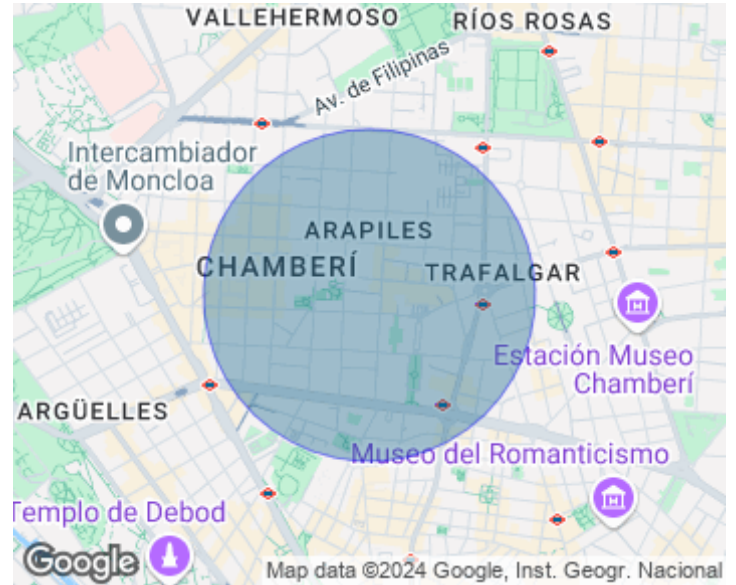 VALLEHERMOSO
RÍOS ROSAS
Av. de Filipinas
Intercambiador
de Moncloa
ARAPILES
CHAMBERÍ
TRAFALGAR
Estación Museo
Chamberí
ARGÜELLES
Museo del Romanticismo
Templo de Debod
Google
Map data ©2024 Google, Inst. Geogr. Nacional